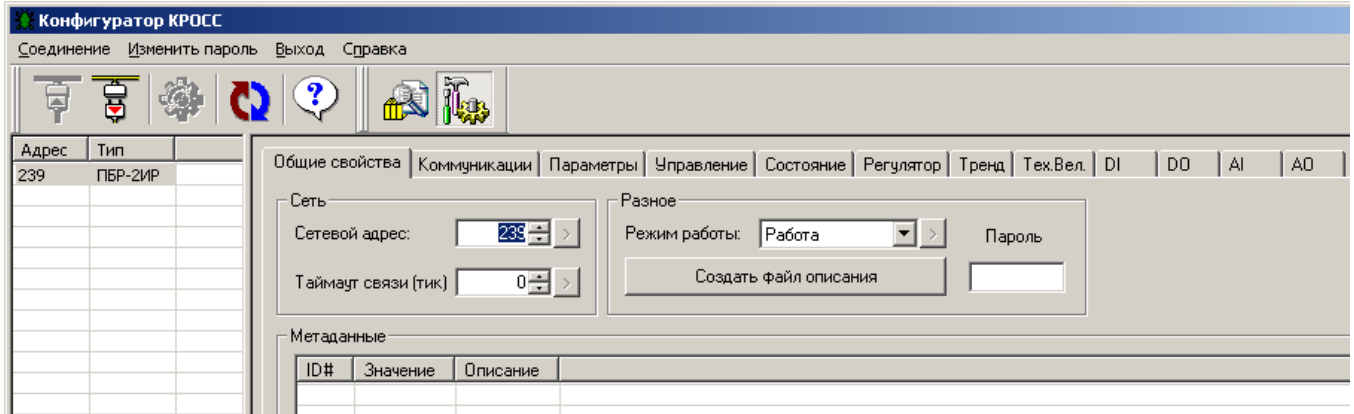 Конфигуратор КРОСС
Соединение Изменить пароль Выход Справка
?
Адрес Тип
239 ПБР-2ИР
Общие свойства Коммуникации Параметры Управление Состояние Регулятор Тренд Тех.Вел. DI DO AI AO
Сеть
Сетевой адрес: 239 >
Таймаут связи (тик) 0 >
Разное
Режим работы: Работа > Пароль
Создать файл описания
Метаданные
ID# Значение Описание